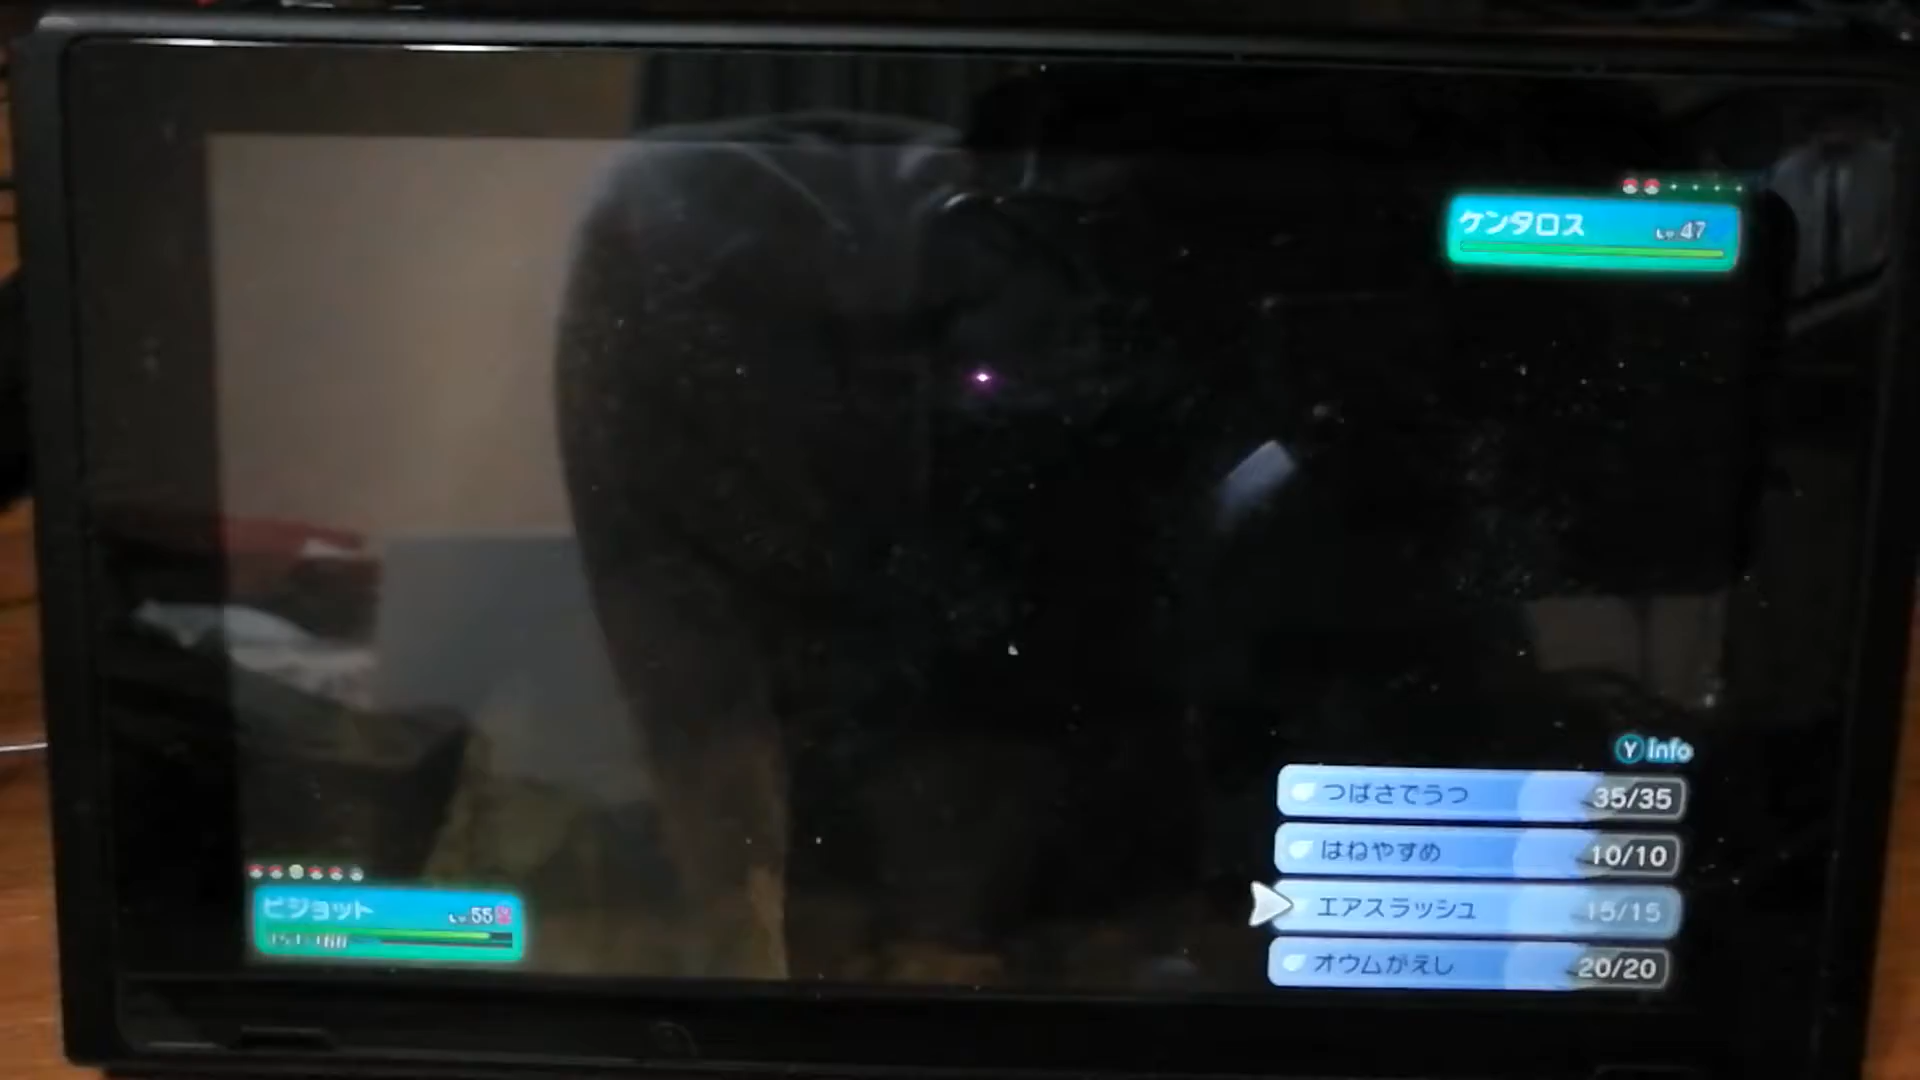 ケンタロス Lv.47
Y Info
つばさでうつ 35/35
はねやすめ 10/10
エアスラッシュ 15/15
オウムがえし 20/20
ピジョット Lv.55